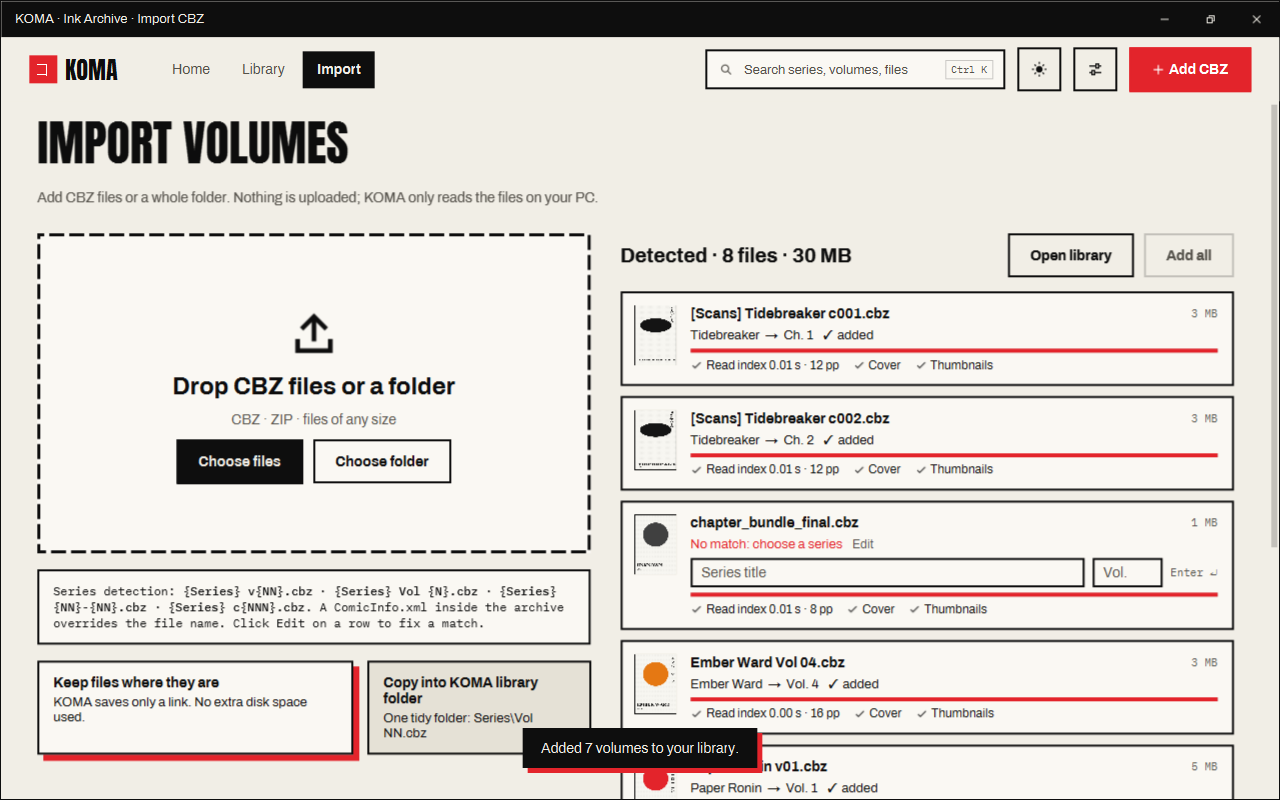 KOMA · Ink Archive · Import CBZ
KOMA
Home
Library
Import
Search series, volumes, files
Ctrl K
+ Add CBZ
IMPORT VOLUMES
Add CBZ files or a whole folder. Nothing is uploaded; KOMA only reads the files on your PC.
Drop CBZ files or a folder
CBZ · ZIP · files of any size
Choose files
Choose folder
Series detection: {Series} v{NN}.cbz · {Series} Vol {N}.cbz · {Series}
{NN}-{NN}.cbz · {Series} c{NNN}.cbz. A ComicInfo.xml inside the archive
overrides the file name. Click Edit on a row to fix a match.
Keep files where they are
KOMA saves only a link. No extra disk space
used.
Copy into KOMA library
folder
One tidy folder: Series\Vol
NN.cbz
Detected · 8 files · 30 MB
Open library
Add all
[Scans] Tidebreaker c001.cbz
3 MB
Tidebreaker → Ch. 1 ✓ added
✓ Read index 0.01 s · 12 pp ✓ Cover ✓ Thumbnails
[Scans] Tidebreaker c002.cbz
3 MB
Tidebreaker → Ch. 2 ✓ added
✓ Read index 0.01 s · 12 pp ✓ Cover ✓ Thumbnails
chapter_bundle_final.cbz
1 MB
No match: choose a series Edit
Series title
Vol.
Enter ↵
✓ Read index 0.01 s · 8 pp ✓ Cover ✓ Thumbnails
Ember Ward Vol 04.cbz
3 MB
Ember Ward → Vol. 4 ✓ added
✓ Read index 0.00 s · 16 pp ✓ Cover ✓ Thumbnails
Added 7 volumes to your library.
v01.cbz
5 MB
Paper Ronin → Vol. 1 ✓ added